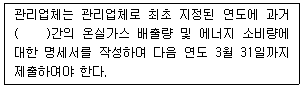 관리업체는 관리업체로 최초 지정된 연도에 과거
(    )간의 온실가스 배출량 및 에너지 소비량에
대한 명세서를 작성하여 다음 연도 3월 31일까지
제출하여야 한다.